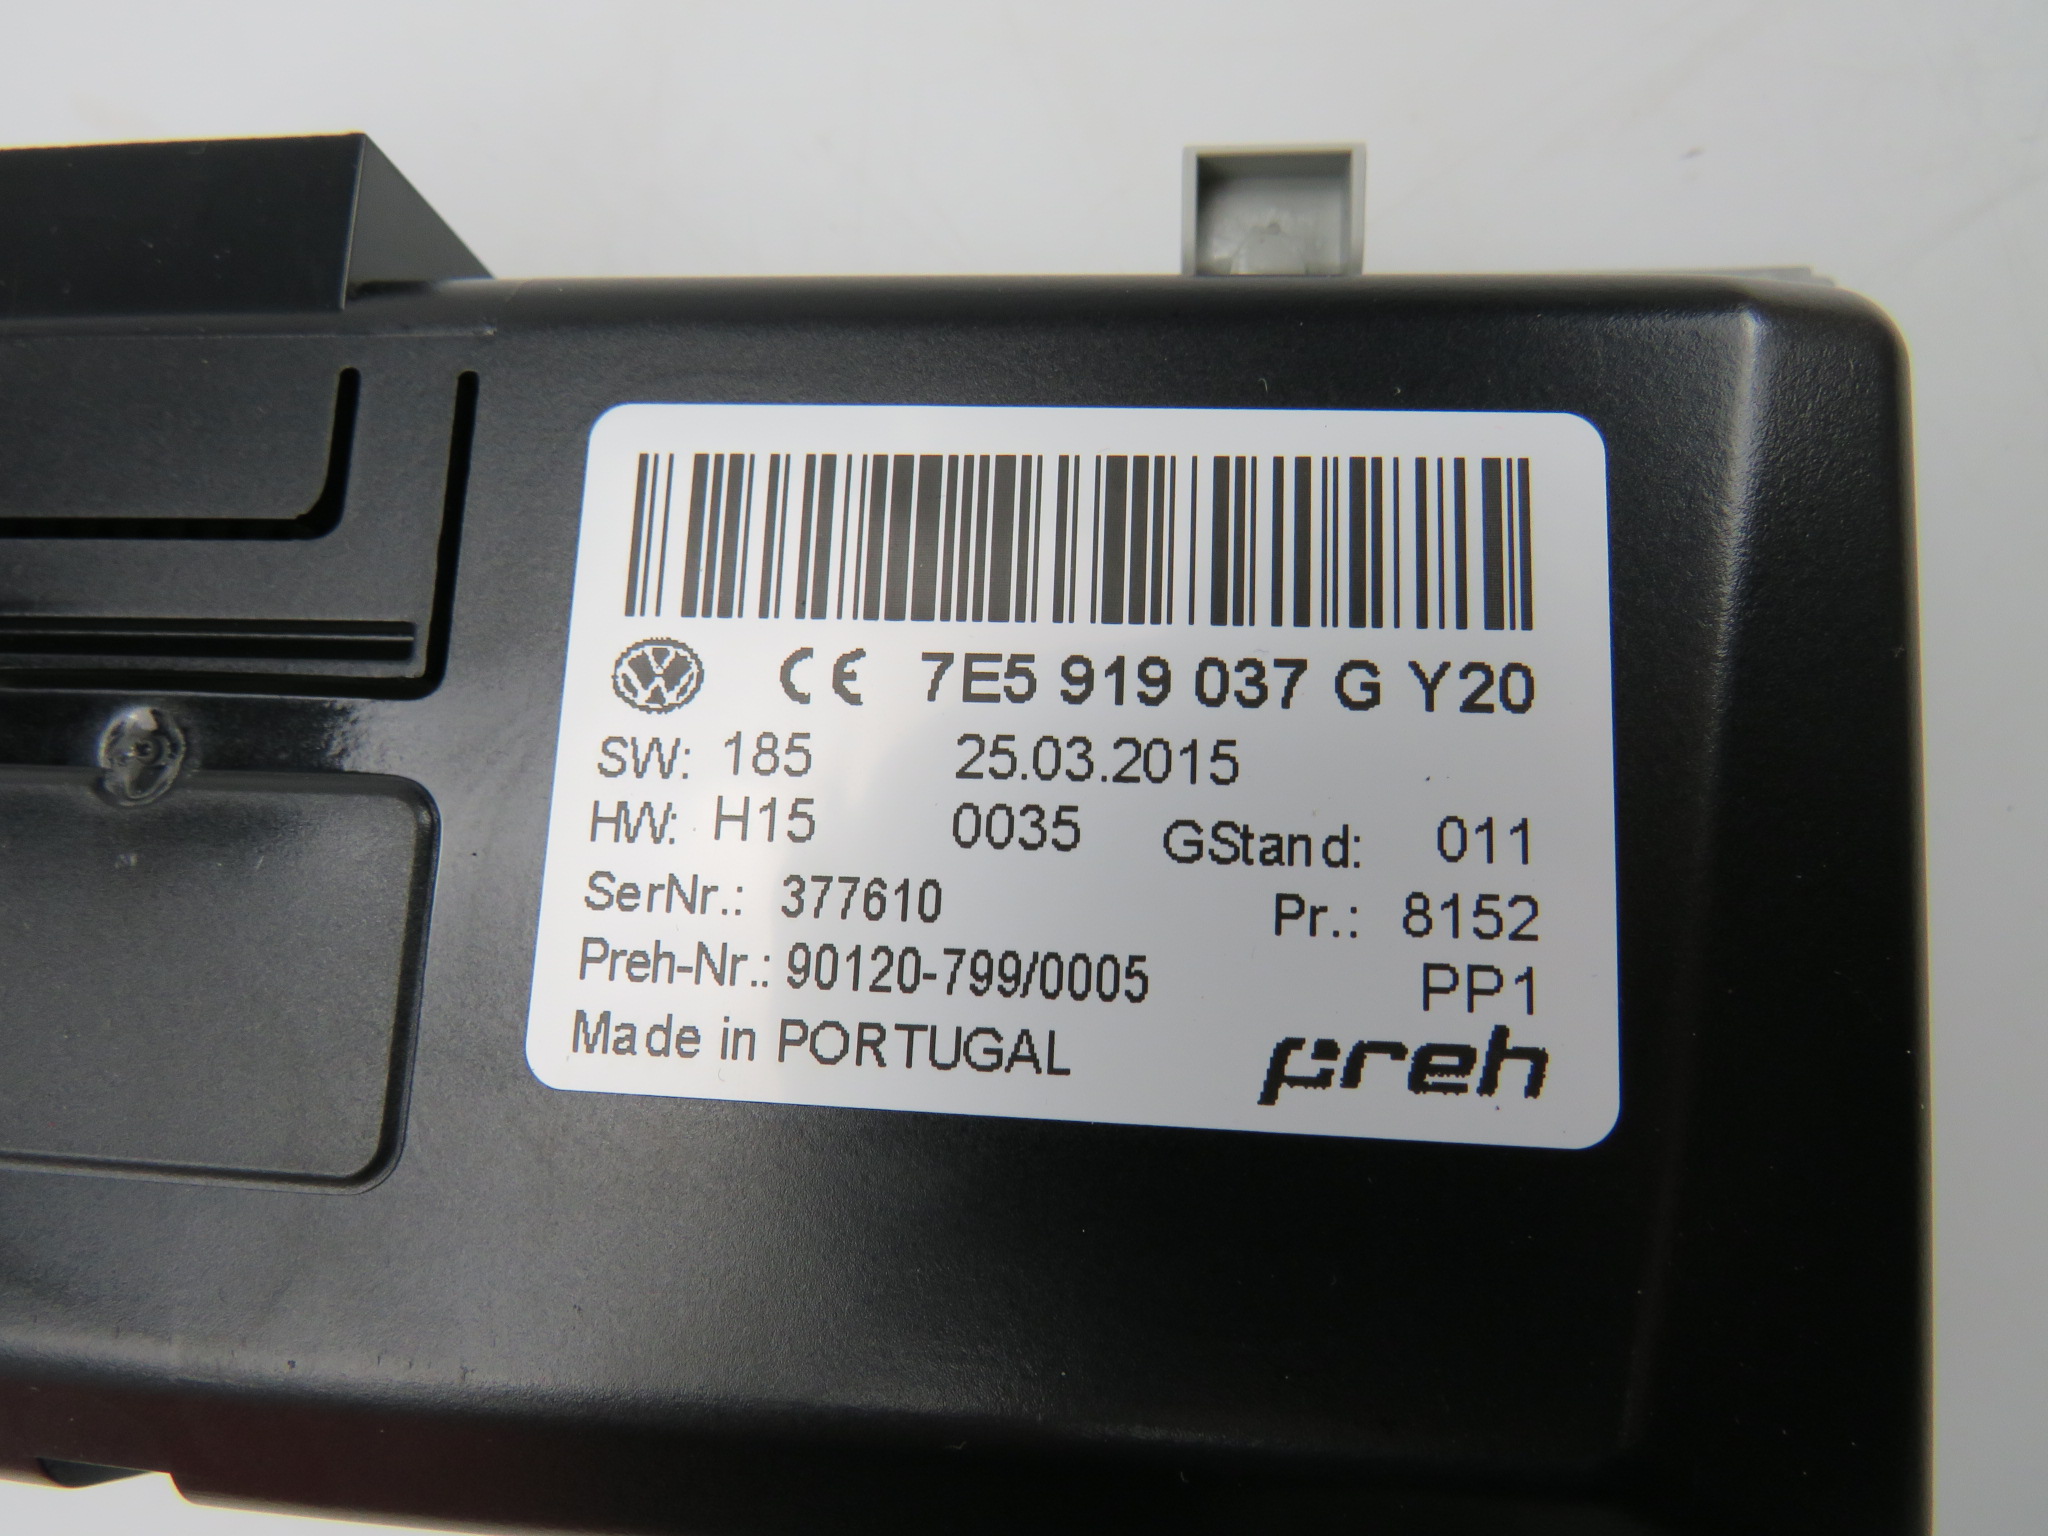 CE 7E5 919 037 G Y20
SW: 185 25.03.2015
HW: H15 0035 GStand: 011
SerNr.: 377610 Pr.: 8152
Preh-Nr.: 90120-799/0005 PP1
Made in PORTUGAL preh